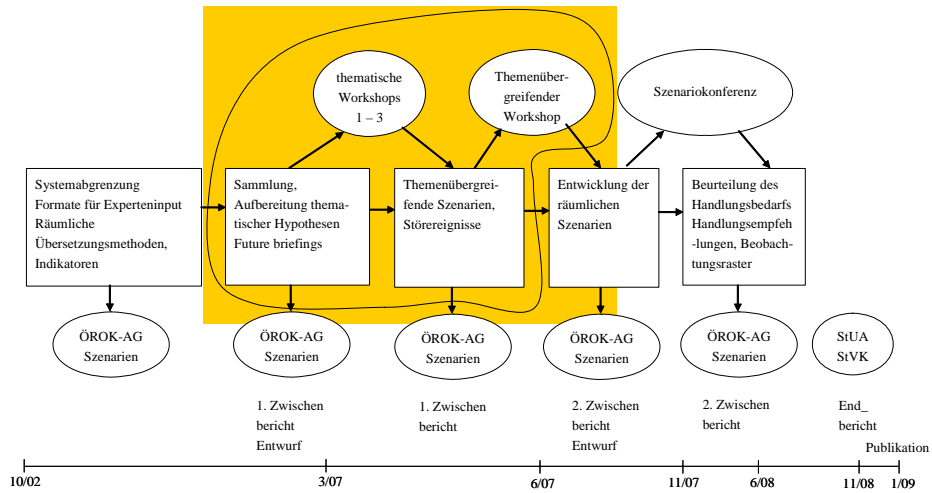 thematische
Workshops
1 – 3
Themenüber-
greifender
Workshop
Szenariokonferenz
Systemabgrenzung
Formate für Experteninput
Räumliche
Übersetzungsmethoden,
Indikatoren
Sammlung,
Aufbereitung thema-
tischer Hypothesen
Future briefings
Themenübergrei-
fende Szenarien,
Störereignisse
Entwicklung der
räumlichen
Szenarien
Beurteilung des
Handlungsbedarfs
Handlungsempfeh
-lungen, Beobach-
tungsraster
ÖROK-AG
Szenarien
ÖROK-AG
Szenarien
ÖROK-AG
Szenarien
ÖROK-AG
Szenarien
ÖROK-AG
Szenarien
StUA
StVK
1. Zwischen
bericht
Entwurf
1. Zwischen
bericht
2. Zwischen
bericht
Entwurf
2. Zwischen
bericht
End_
bericht
Publikation
10/02
3/07
6/07
11/07
6/08
11/08
1/09